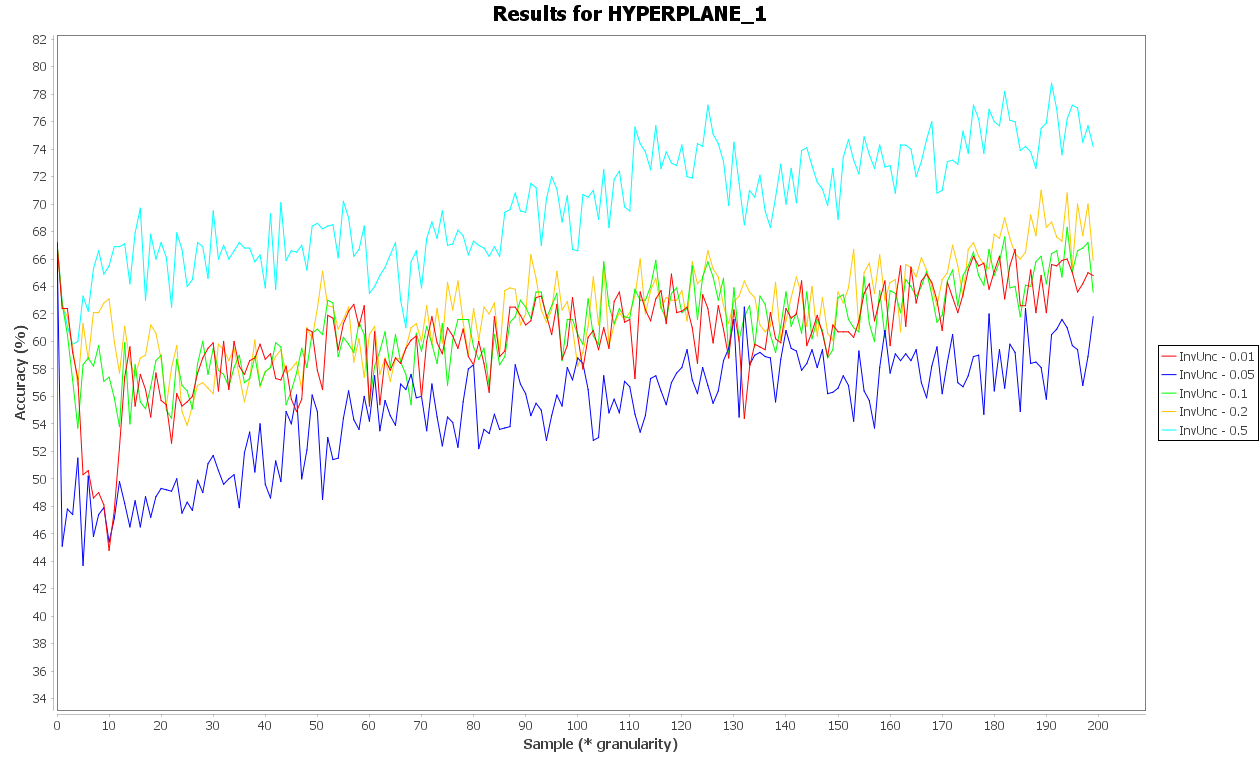 Results for HYPERPLANE_1
Accuracy (%)
82
80
78
76
74
72
70
68
66
64
62
60
58
56
54
52
50
48
46
44
42
40
38
36
34
0 10 20 30 40 50 60 70 80 90 100 110 120 130 140 150 160 170 180 190 200
Sample (* granularity)
InvUnc - 0.01
InvUnc - 0.05
InvUnc - 0.1
InvUnc - 0.2
InvUnc - 0.5